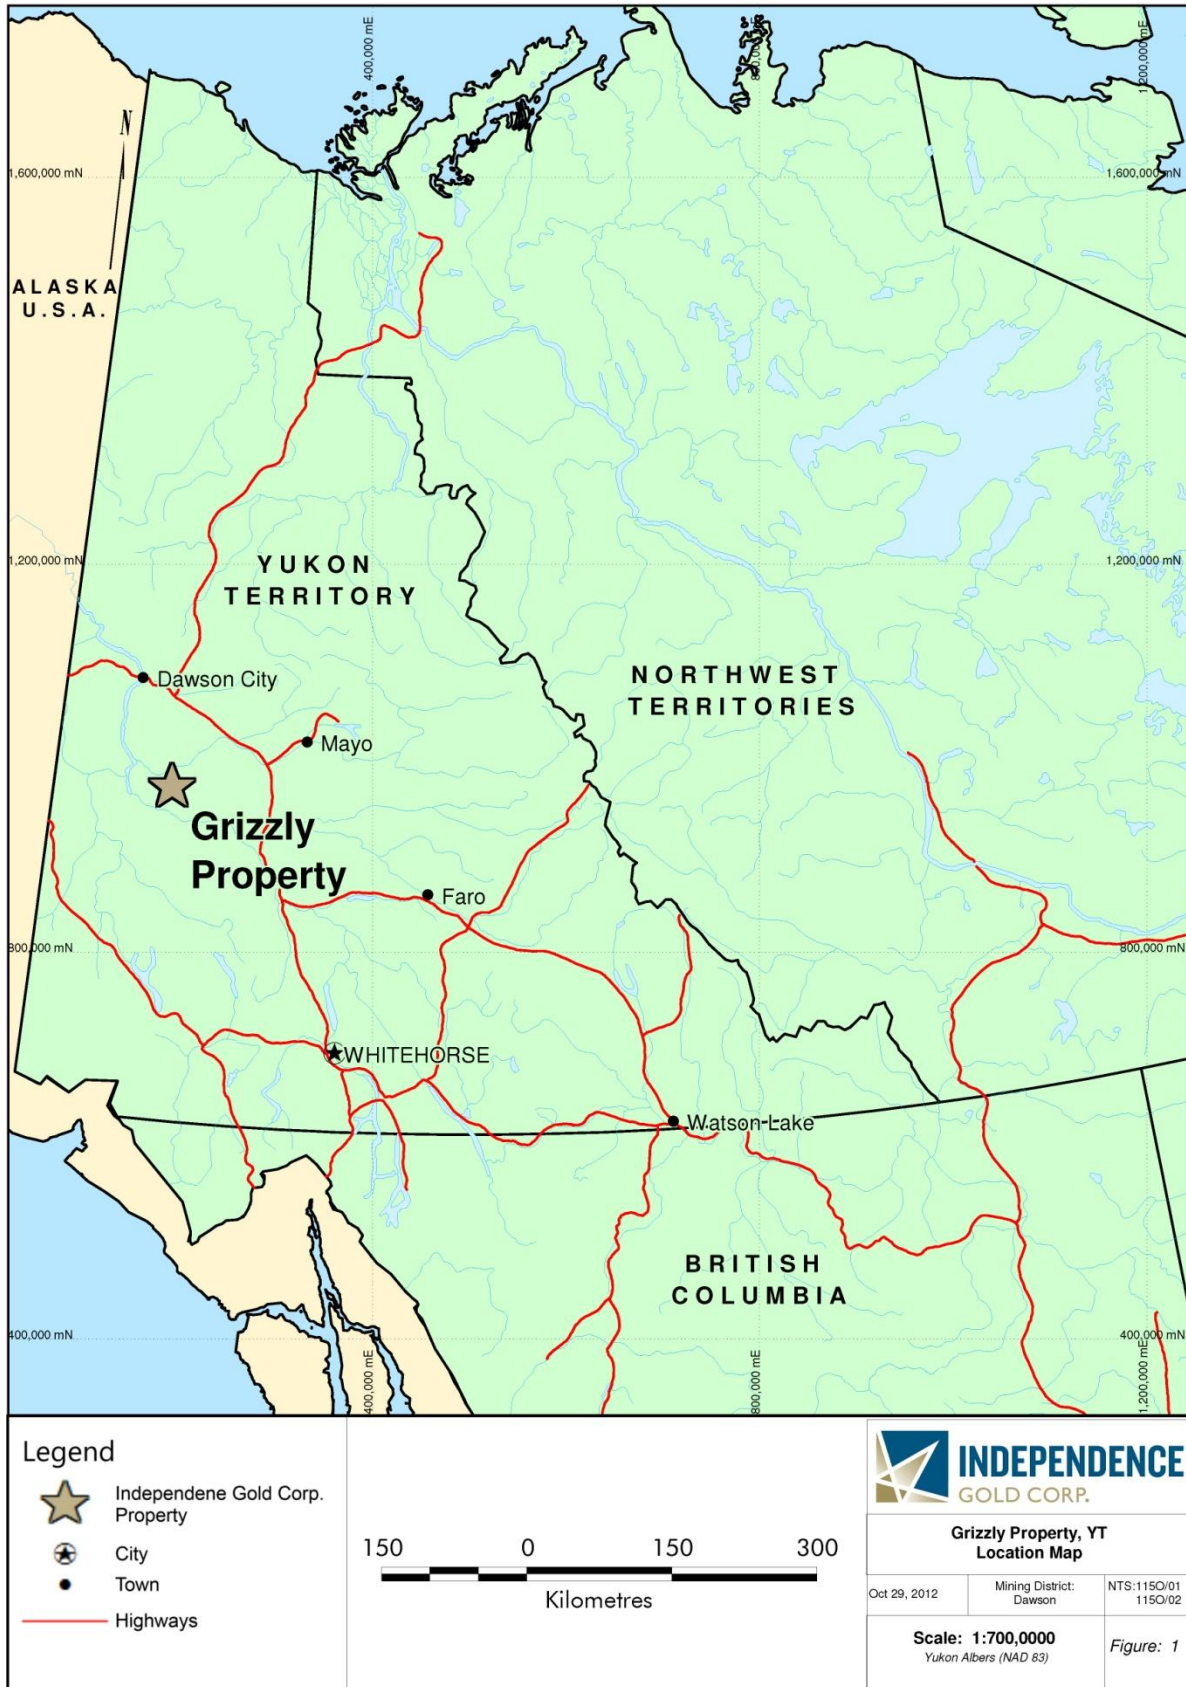 400,000 mE
800,000 mE
1,200,000 mE
N
1,600,000 mN
1,600,000 mN
ALASKA
U.S.A.
1,200,000 mN
1,200,000 mN
YUKON
TERRITORY
NORTHWEST
TERRITORIES
Dawson City
Mayo
Grizzly
Property
Faro
800,000 mN
800,000 mN
WHITEHORSE
Watson Lake
BRITISH
COLUMBIA
400,000 mN
400,000 mN
400,000 mE
800,000 mE
1,200,000 mE
Legend
Independene Gold Corp.
Property
City
Town
Highways
150 0 150 300
Kilometres
INDEPENDENCE
GOLD CORP.
Grizzly Property, YT
Location Map
Oct 29, 2012
Mining District:
Dawson
NTS:115O/01
115O/02
Scale: 1:700,0000
Yukon Albers (NAD 83)
Figure: 1